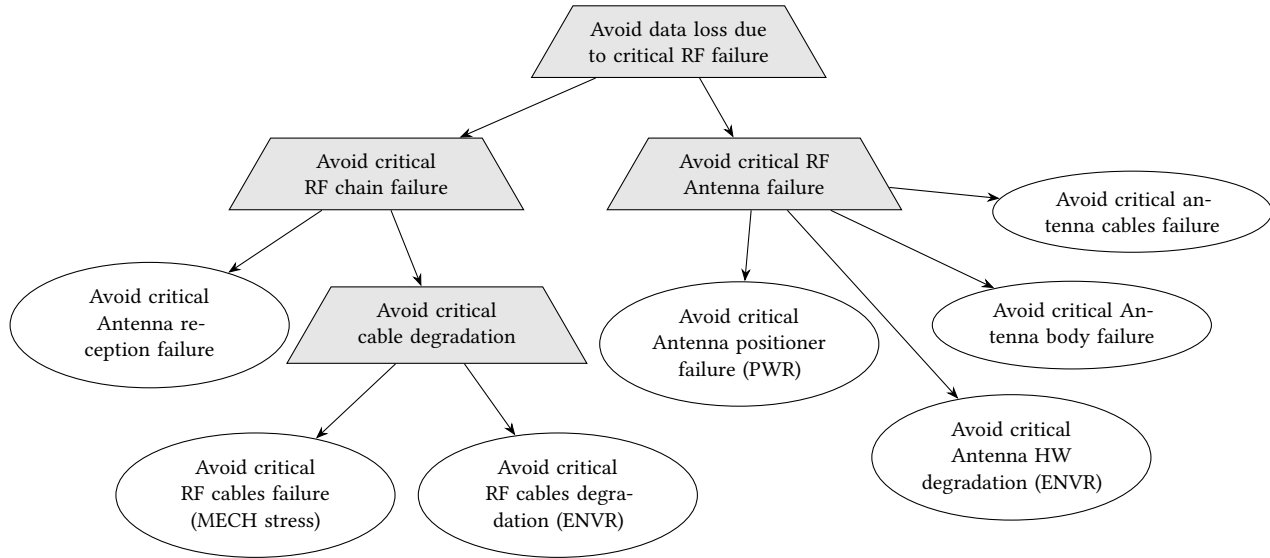 Avoid data loss due
to critical RF failure
Avoid critical
RF chain failure
Avoid critical RF
Antenna failure
Avoid critical an-
tenna cables failure
Avoid critical
Antenna re-
ception failure
Avoid critical
cable degradation
Avoid critical
Antenna positioner
failure (PWR)
Avoid critical An-
tenna body failure
Avoid critical
RF cables failure
(MECH stress)
Avoid critical
RF cables degra-
dation (ENVR)
Avoid critical
Antenna HW
degradation (ENVR)